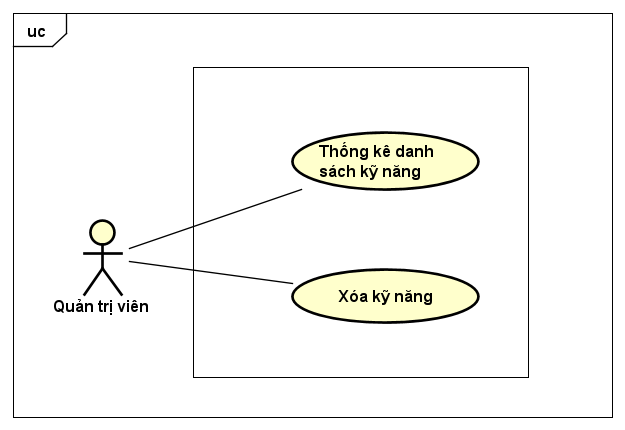 uc
Thống kê danh
sách kỹ năng
Quản trị viên
Xóa kỹ năng